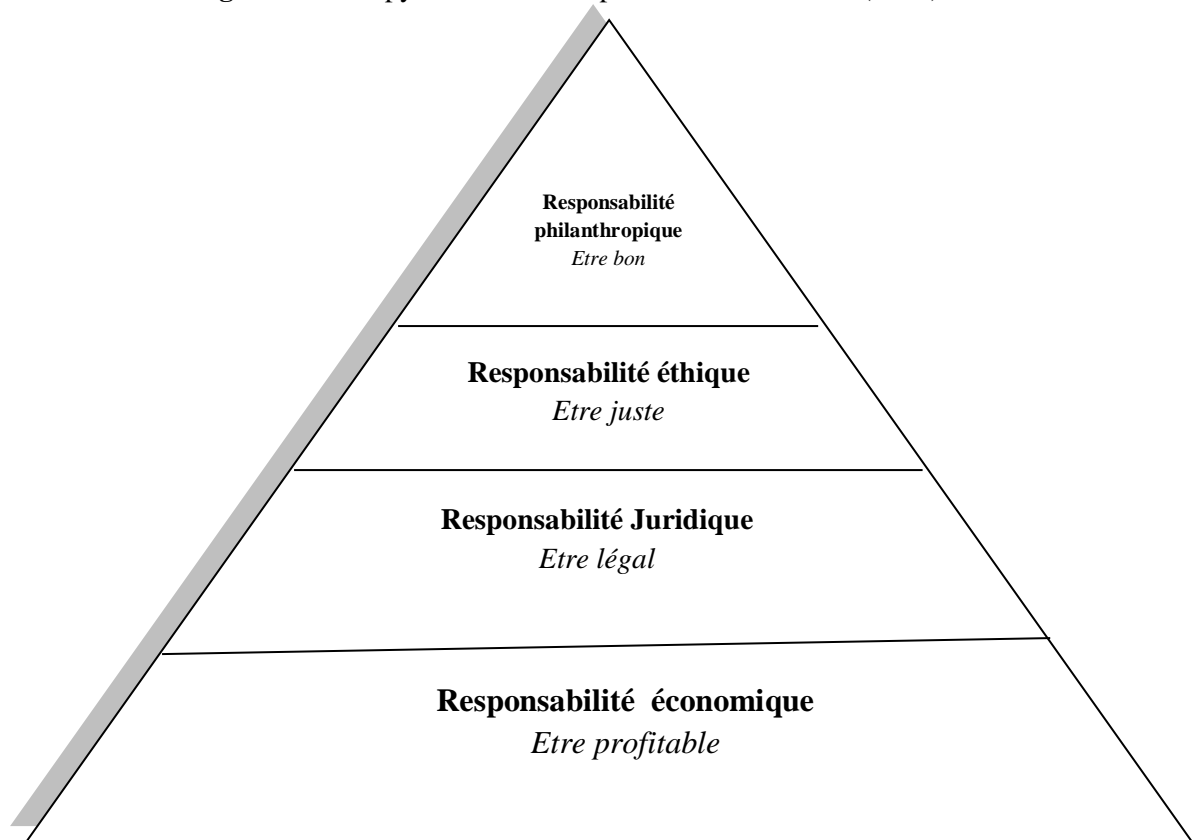 Responsabilité
philanthropique
Etre bon
Responsabilité éthique
Etre juste
Responsabilité Juridique
Etre légal
Responsabilité économique
Etre profitable